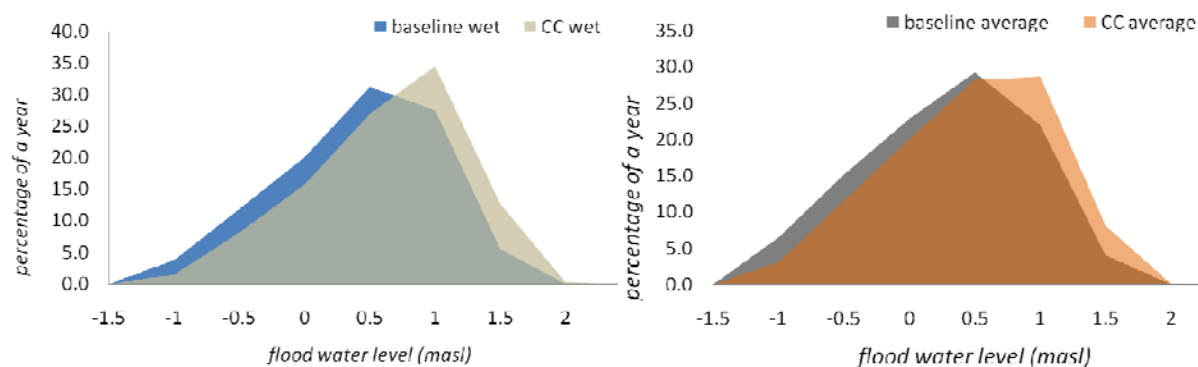 baseline wet CC wet
40.0
35.0
30.0
25.0
20.0
15.0
10.0
5.0
0.0
percentage of a year
-1.5 -1 -0.5 0 0.5 1 1.5 2
flood water level (masl)
baseline average CC average
35.0
30.0
25.0
20.0
15.0
10.0
5.0
0.0
percentage of a year
-1.5 -1 -0.5 0 0.5 1 1.5 2
flood water level (masl)